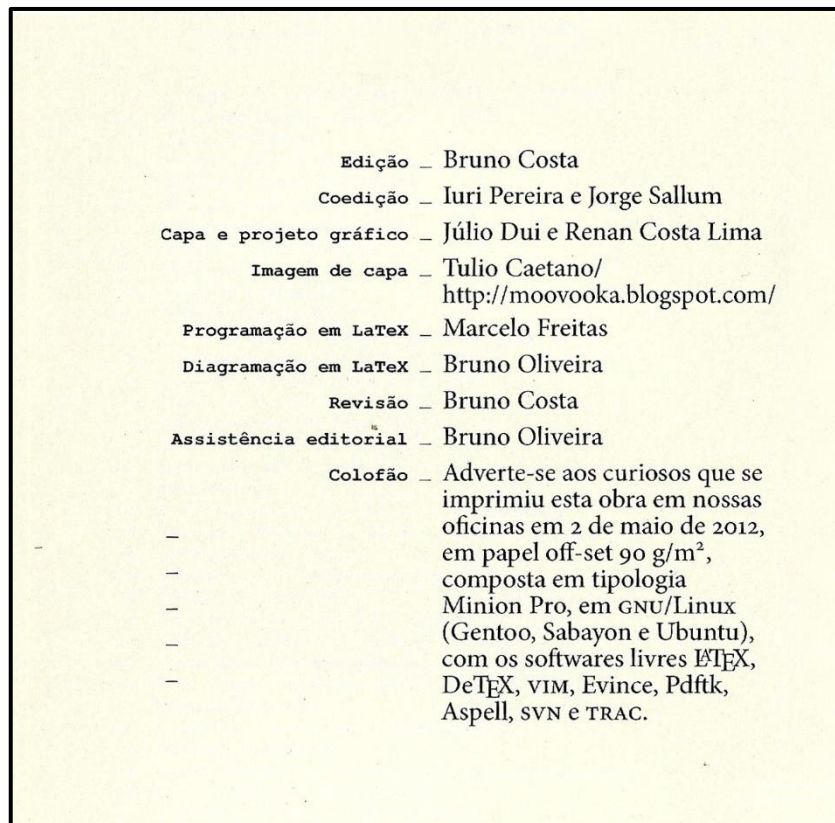 Edição _ Bruno Costa
Coedição _ Iuri Pereira e Jorge Sallum
Capa e projeto gráfico _ Júlio Dui e Renan Costa Lima
Imagem de capa _ Tulio Caetano/
http://moovooka.blogspot.com/
Programação em LaTeX _ Marcelo Freitas
Diagramação em LaTeX _ Bruno Oliveira
Revisão _ Bruno Costa
Assistência editorial _ Bruno Oliveira
Colofão _ Adverte-se aos curiosos que se
imprimiu esta obra em nossas
oficinas em 2 de maio de 2012,
em papel off-set 90 g/m²,
composta em tipologia
Minion Pro, em GNU/Linux
(Gentoo, Sabayon e Ubuntu),
com os softwares livres LATEX,
DeTEX, VIM, Evince, Pdftk,
Aspell, SVN e TRAC.